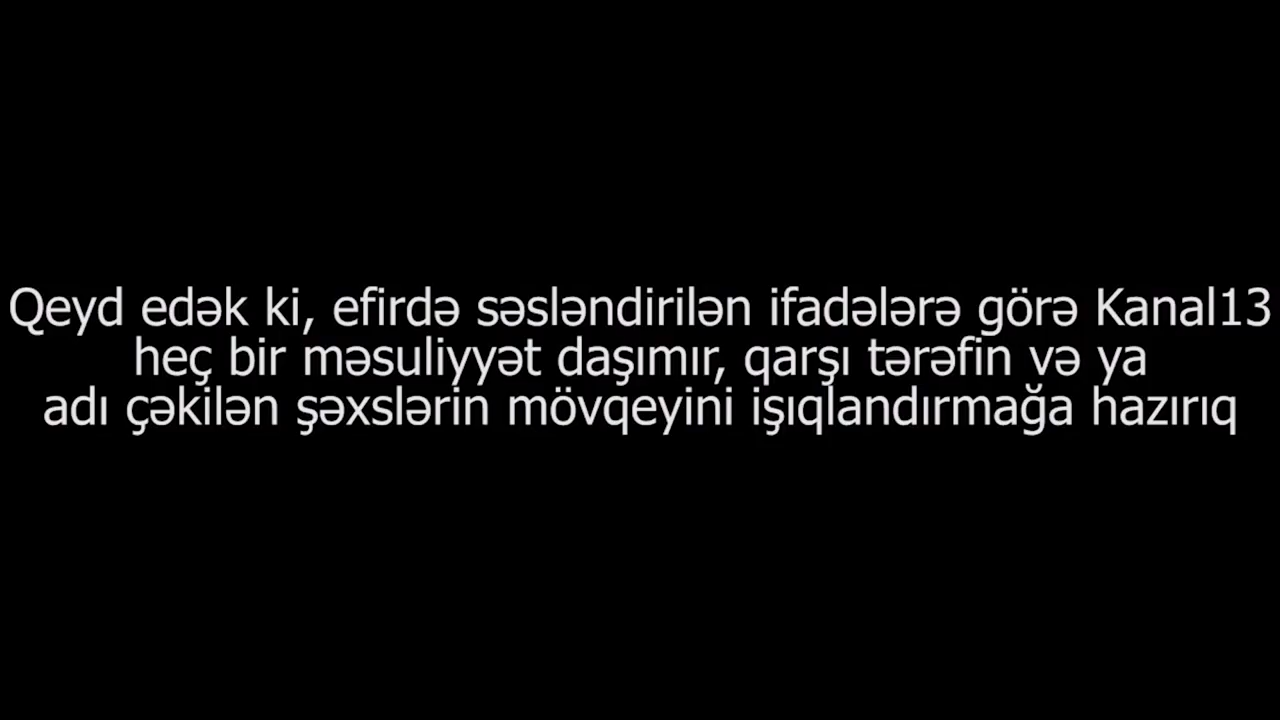 Qeyd edək ki, efirdə səsləndirilən ifadələrə görə Kanal13
heç bir məsuliyyət daşımır, qarşı tərəfin və ya
adı çəkilən şəxslərin mövqeyini işıqlandırmağa hazırıq